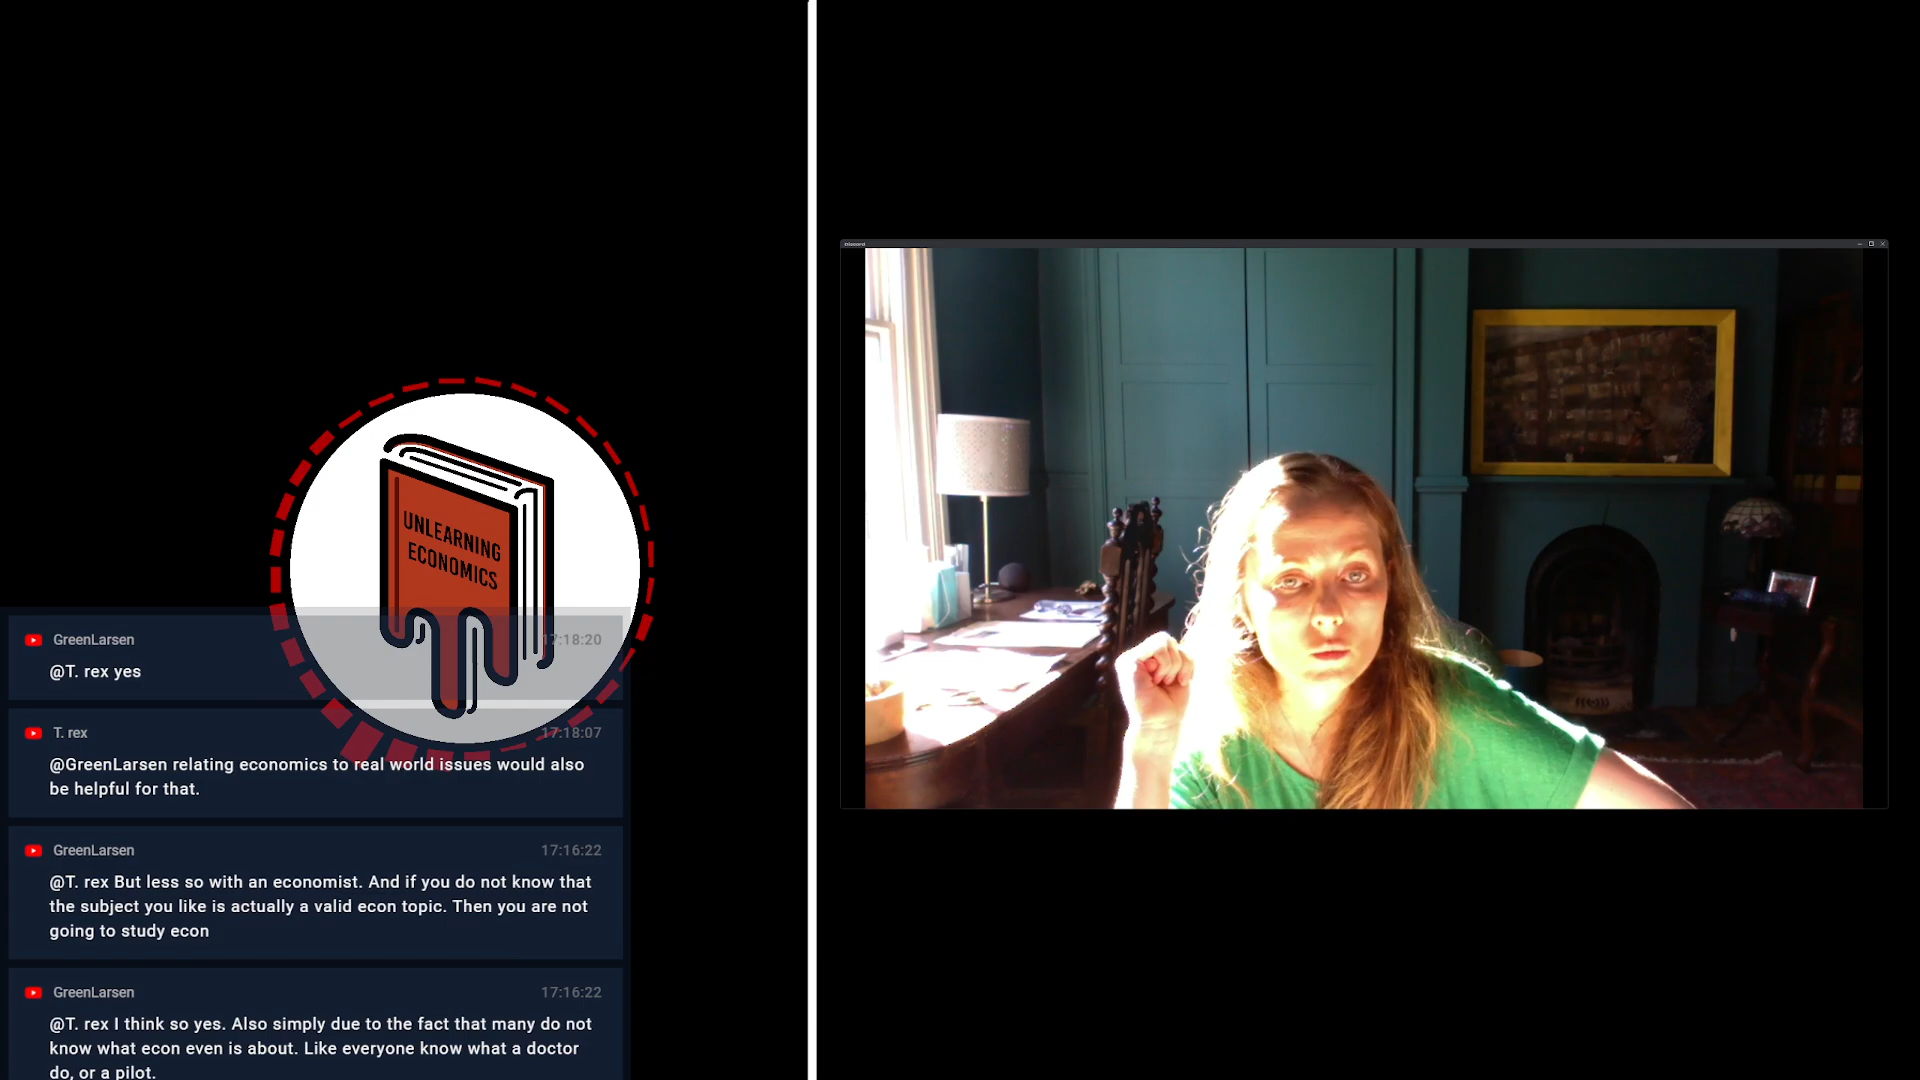 UNLEARNING
ECONOMICS
GreenLarsen 17:18:20
@T. rex yes
T. rex 17:18:07
@GreenLarsen relating economics to real world issues would also
be helpful for that.
GreenLarsen 17:16:22
@T. rex But less so with an economist. And if you do not know that
the subject you like is actually a valid econ topic. Then you are not
going to study econ
GreenLarsen 17:16:22
@T. rex I think so yes. Also simply due to the fact that many do not
know what econ even is about. Like everyone know what a doctor
do, or a pilot.
Discord